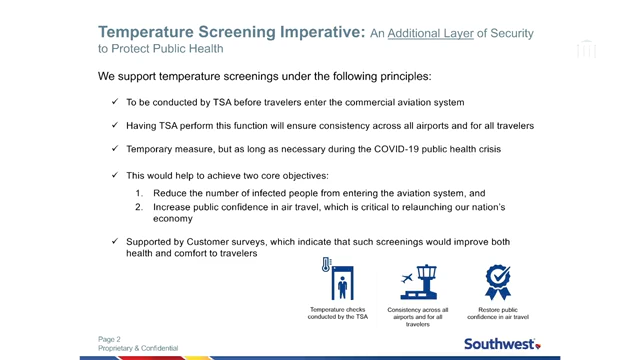 Temperature Screening Imperative: An Additional Layer of Security
to Protect Public Health
We support temperature screenings under the following principles:
✓ To be conducted by TSA before travelers enter the commercial aviation system
✓ Having TSA perform this function will ensure consistency across all airports and for all travelers
✓ Temporary measure, but as long as necessary during the COVID-19 public health crisis
✓ This would help to achieve two core objectives:
1. Reduce the number of infected people from entering the aviation system, and
2. Increase public confidence in air travel, which is critical to relaunching our nation's
economy
✓ Supported by Customer surveys, which indicate that such screenings would improve both
health and comfort to travelers
Temperature checks
conducted by the TSA
Consistency across all
airports and for all
travelers
Restore public
confidence in air travel
Page 2
Proprietary & Confidential
Southwest